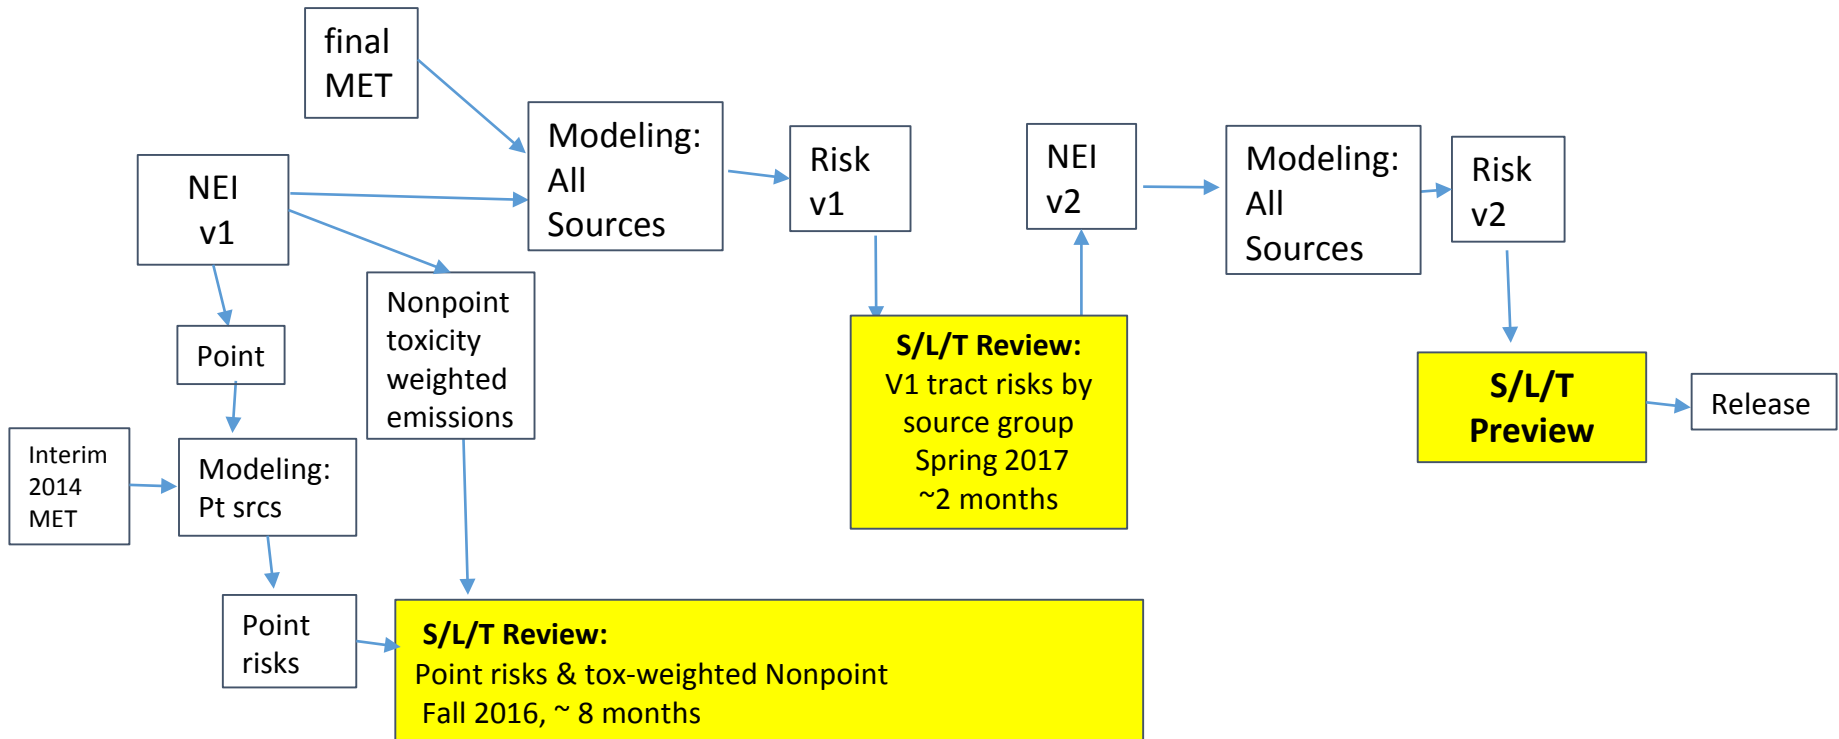 final
MET
Modeling:
All
Sources
Risk
v1
NEI
v2
Modeling:
All
Sources
Risk
v2
NEI
v1
Nonpoint
toxicity
weighted
emissions
Point
S/L/T Review:
V1 tract risks by
source group
Spring 2017
~2 months
S/L/T
Preview
Release
Interim
2014
MET
Modeling:
Pt srcs
Point
risks
S/L/T Review:
Point risks & tox-weighted Nonpoint
Fall 2016, ~ 8 months